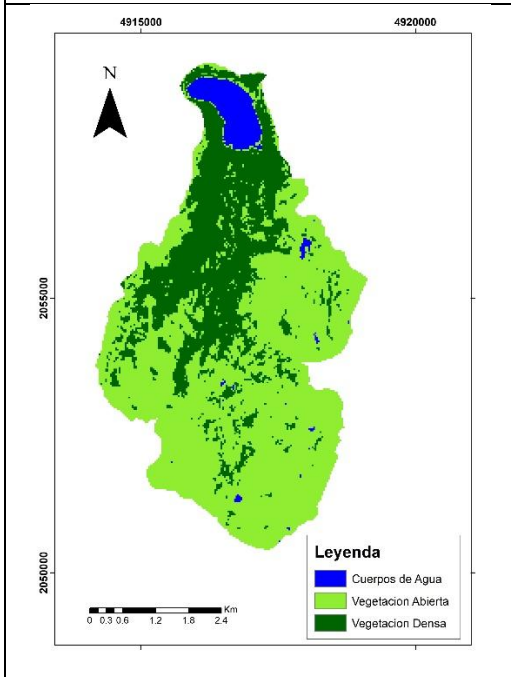 4915000 4920000
N
2055000
2050000
Leyenda
Cuerpos de Agua
Vegetacion Abierta
Vegetacion Densa
Km
0 0.3 0.6 1.2 1.8 2.4